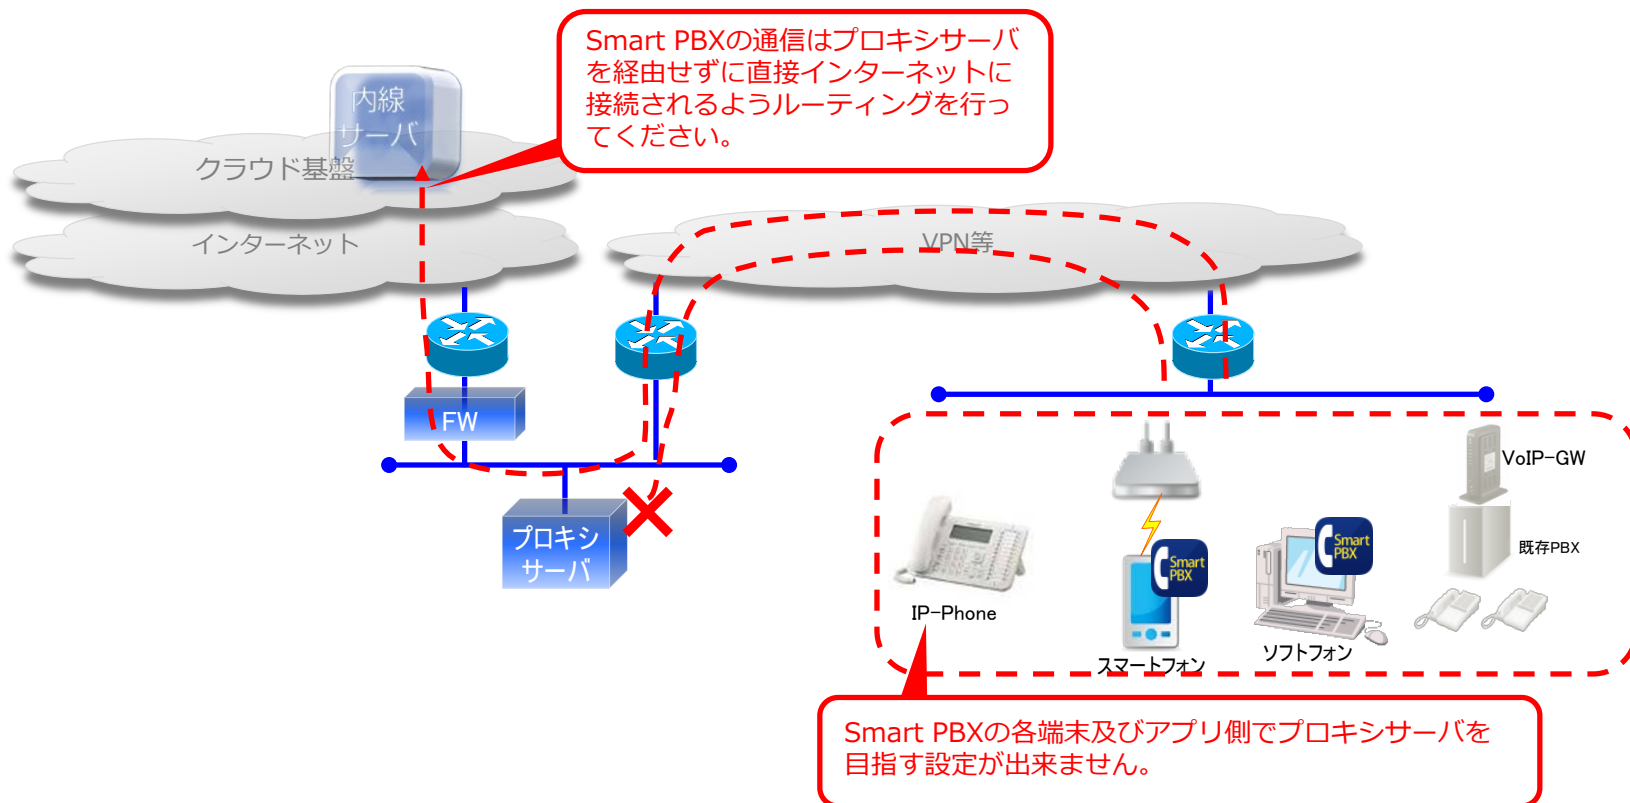 Smart PBXの通信はプロキシサーバ
を経由せずに直接インターネットに
接続されるようルーティングを行っ
てください。
内線
サーバ
クラウド基盤
インターネット
VPN等
FW
プロキシ
サーバ
VoIP-GW
既存PBX
Smart
PBX
Smart
PBX
IP-Phone
スマートフォン
ソフトフォン
Smart PBXの各端末及びアプリ側でプロキシサーバを
目指す設定が出来ません。